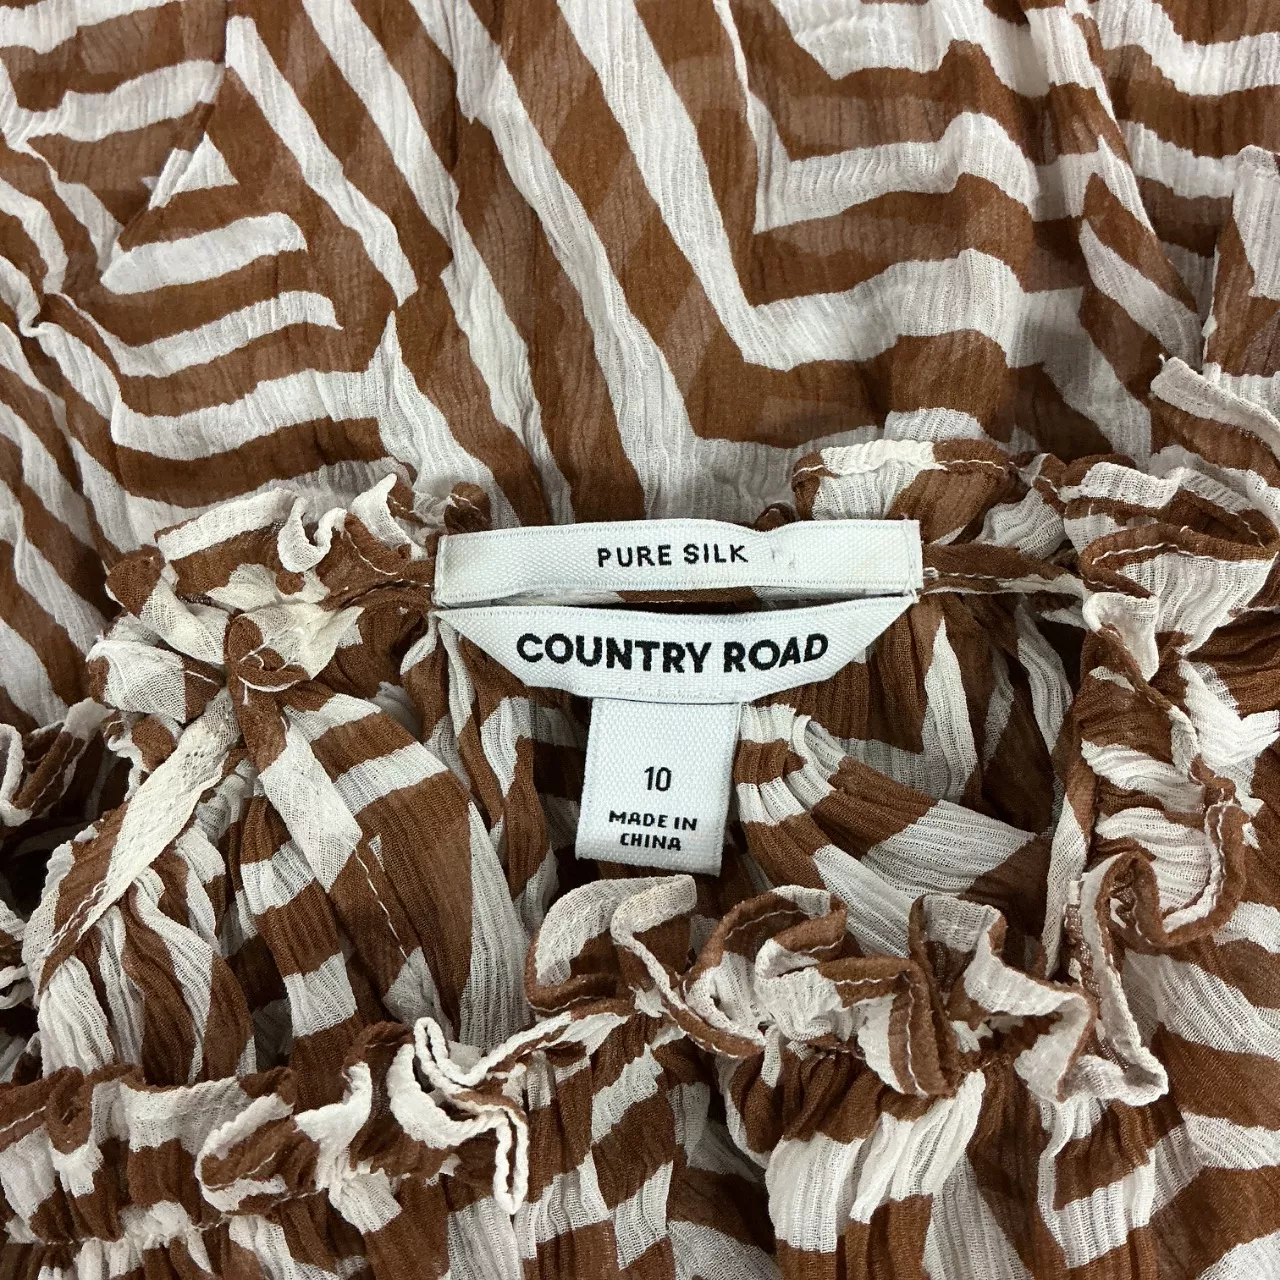 PURE SILK
COUNTRY ROAD
10
MADE IN
CHINA